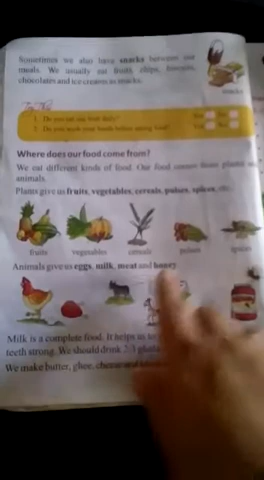 Sometimes we also have snacks between our
meals. We usually eat fruits, chips, biscuits,
chocolates and ice creams as snacks.
snacks
1. Do you eat fruit daily?
2. Do you wash your hands before eating food?
Where does our food come from?
We eat different kinds of food. Our food comes from plants and
animals.
Plants give us fruits, vegetables, cereals, pulses, spices, etc.
fruits vegetables cereals pulses spices
Animals give us eggs, milk, meat and honey.
Milk is a complete food. It helps us to
teeth strong. We should drink 2-3 glasses
We make butter, ghee, cheese and